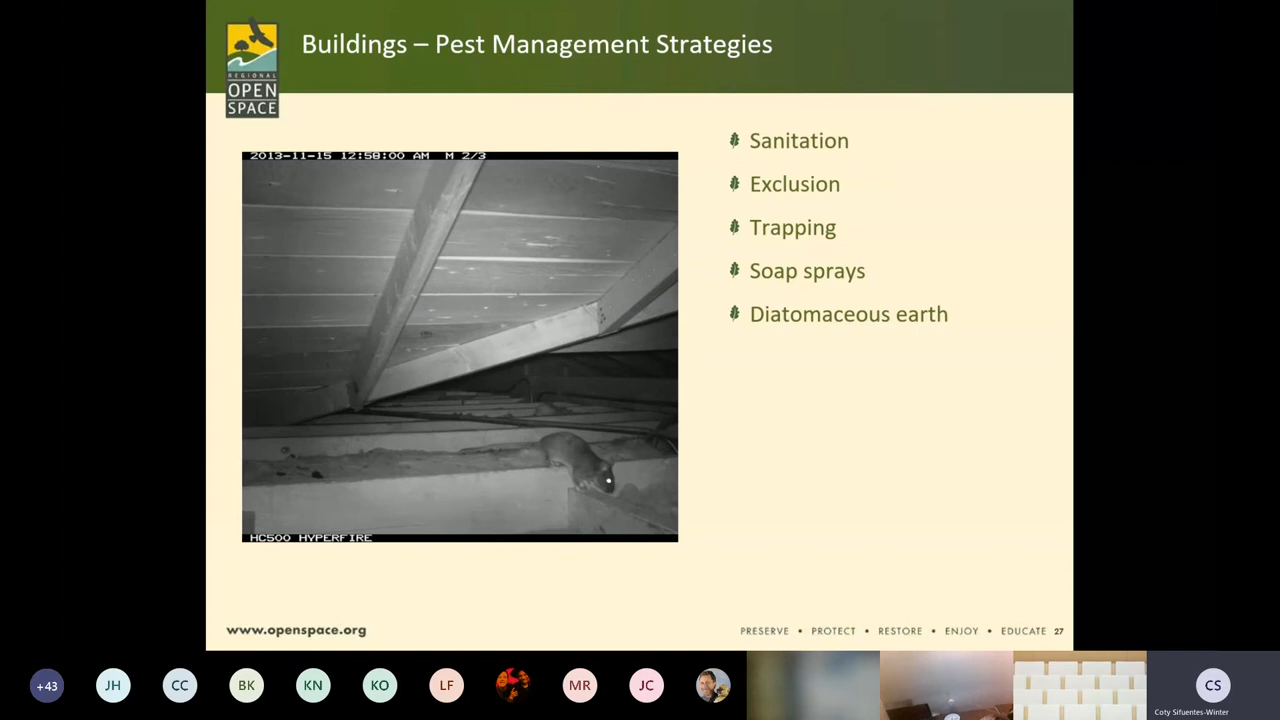 Buildings – Pest Management Strategies
REGIONAL
OPEN
SPACE
2013-11-15 12:58:00 AM M 2/3
Sanitation
Exclusion
Trapping
Soap sprays
Diatomaceous earth
HC500 HYPERFIRE
www.openspace.org
PRESERVE • PROTECT • RESTORE • ENJOY • EDUCATE 27
+43
JH
CC
BK
KN
KO
LF
MR
JC
CS
Coty Sifuentes-Winter